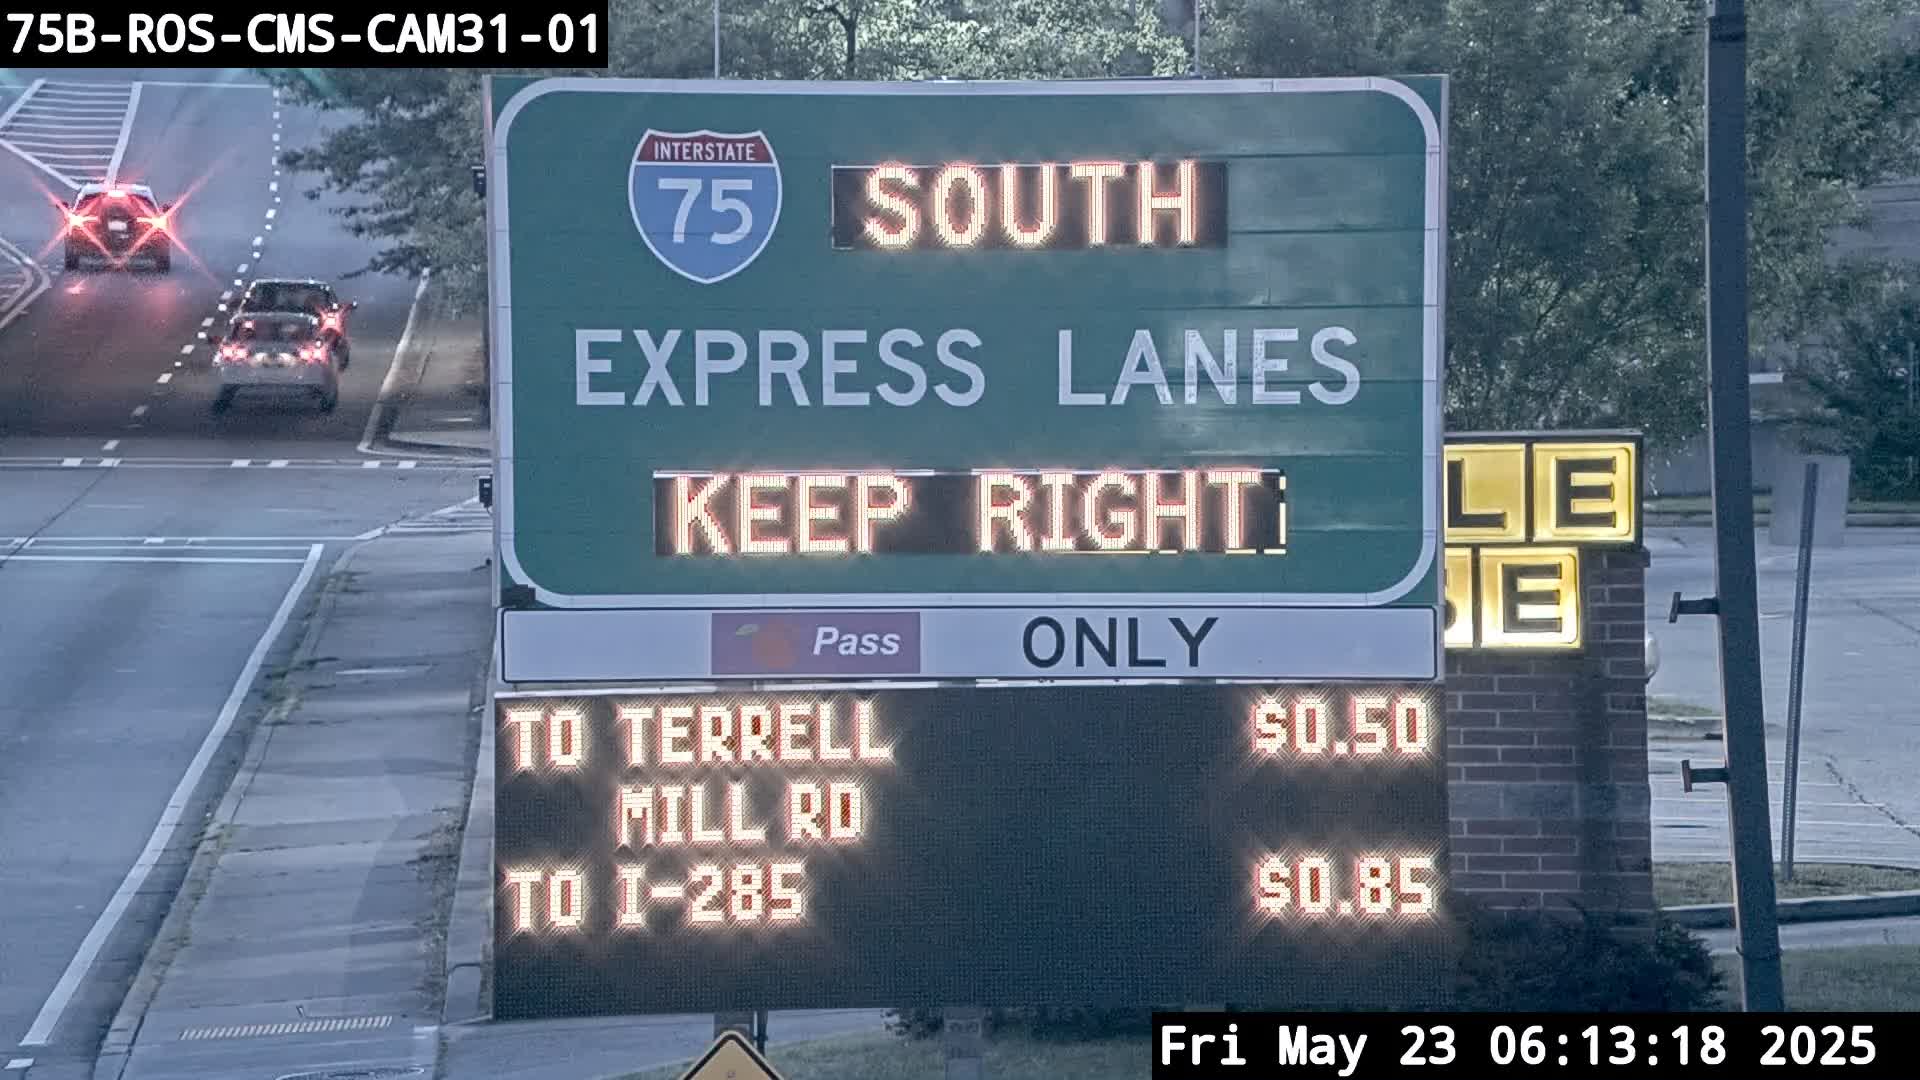 75B-ROS-CMS-CAM31-01
INTERSTATE
75
SOUTH
EXPRESS LANES
KEEP RIGHT
Pass ONLY
TO TERRELL $0.50
MILL RD
TO I-285 $0.85
LE
E
Fri May 23 06:13:18 2025